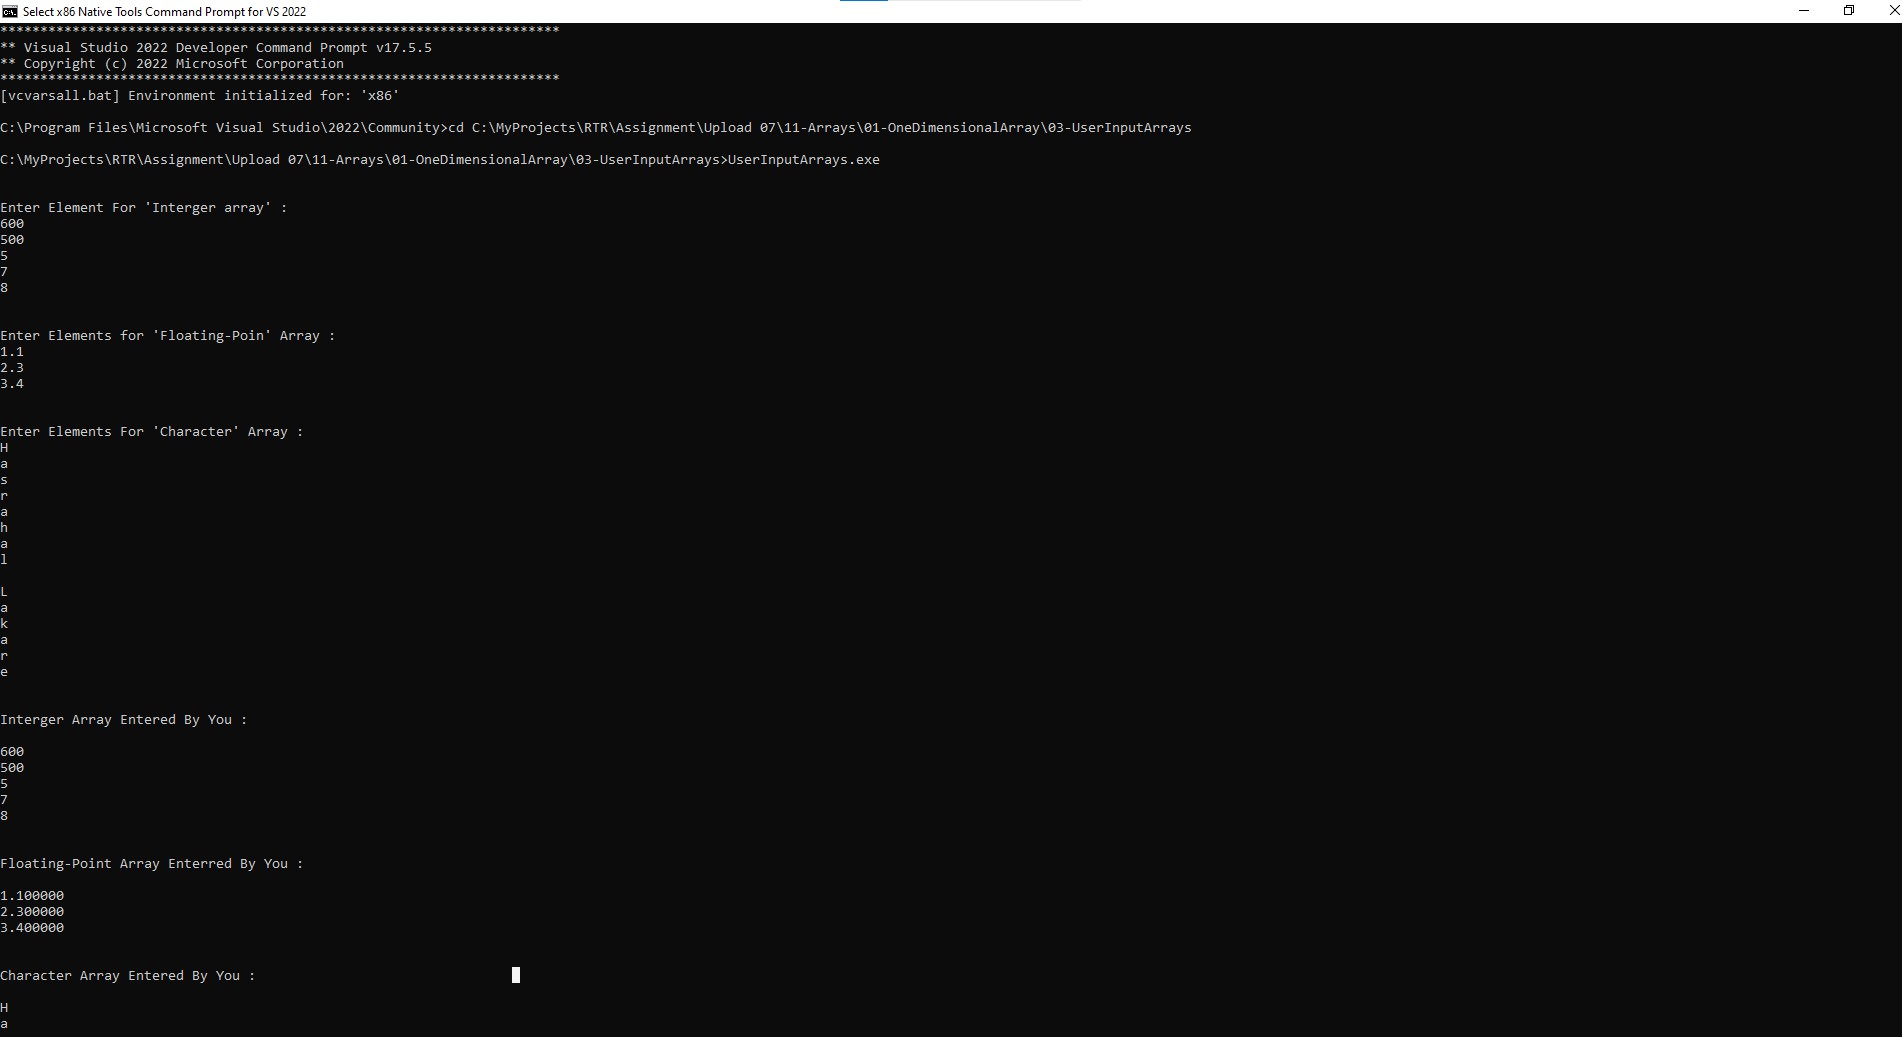 Select x86 Native Tools Command Prompt for VS 2022
**********************************************************************
** Visual Studio 2022 Developer Command Prompt v17.5.5
** Copyright (c) 2022 Microsoft Corporation
**********************************************************************
[vcvarsall.bat] Environment initialized for: 'x86'
C:\Program Files\Microsoft Visual Studio\2022\Community>cd C:\MyProjects\RTR\Assignment\Upload 07\11-Arrays\01-OneDimensionalArray\03-UserInputArrays
C:\MyProjects\RTR\Assignment\Upload 07\11-Arrays\01-OneDimensionalArray\03-UserInputArrays>UserInputArrays.exe
Enter Element For 'Interger array' :
600
500
5
7
8
Enter Elements for 'Floating-Poin' Array :
1.1
2.3
3.4
Enter Elements For 'Character' Array :
H
a
s
r
a
h
a
l
L
a
k
a
r
e
Interger Array Entered By You :
600
500
5
7
8
Floating-Point Array Enterred By You :
1.100000
2.300000
3.400000
Character Array Entered By You :
H
a